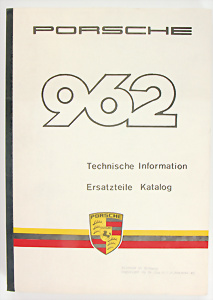 PORSCHE
962
Technische Information
Ersatzteile Katalog
PORSCHE